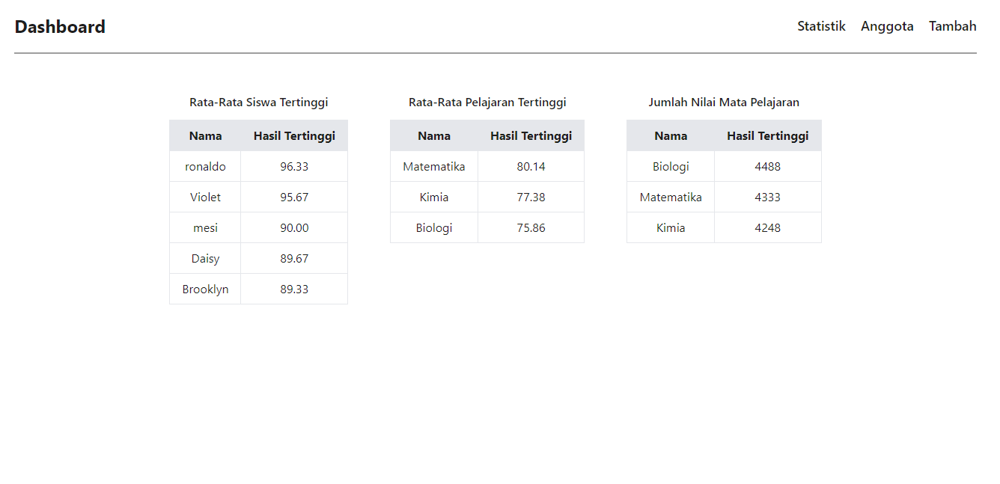 Dashboard
Statistik Anggota Tambah
Rata-Rata Siswa Tertinggi
Nama Hasil Tertinggi
ronaldo 96.33
Violet 95.67
mesi 90.00
Daisy 89.67
Brooklyn 89.33
Rata-Rata Pelajaran Tertinggi
Nama Hasil Tertinggi
Matematika 80.14
Kimia 77.38
Biologi 75.86
Jumlah Nilai Mata Pelajaran
Nama Hasil Tertinggi
Biologi 4488
Matematika 4333
Kimia 4248